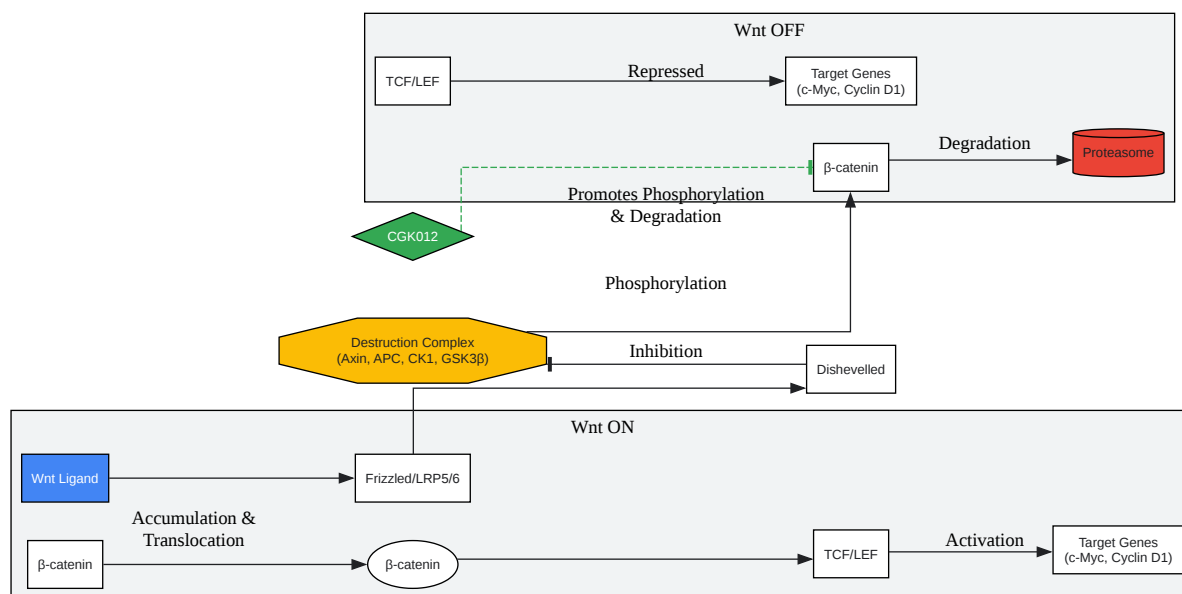 Wnt OFF
TCF/LEF
Repressed
Target Genes
(c-Myc, Cyclin D1)
β-catenin
Degradation
Proteasome
Promotes Phosphorylation
& Degradation
CGK012
Phosphorylation
Destruction Complex
(Axin, APC, CK1, GSK3β)
Inhibition
Dishevelled
Wnt ON
Wnt Ligand
Frizzled/LRP5/6
Accumulation &
Translocation
β-catenin
β-catenin
TCF/LEF
Activation
Target Genes
(c-Myc, Cyclin D1)